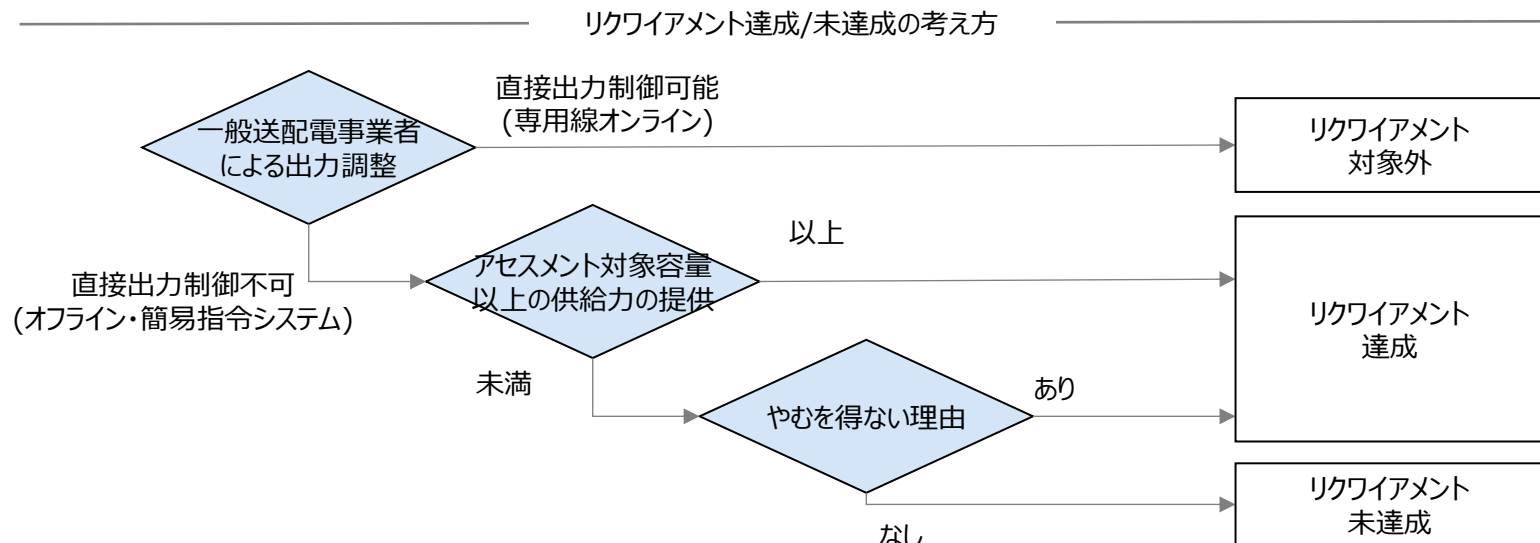 リクワイアメント達成/未達成の考え方
一般送配電事業者
による出力調整
直接出力制御可能
(専用線オンライン)
リクワイアメント
対象外
直接出力制御不可
(オフライン・簡易指令システム)
アセスメント対象容量
以上の供給力の提供
以上
リクワイアメント
達成
未満
やむを得ない理由
あり
なし
リクワイアメント
未達成